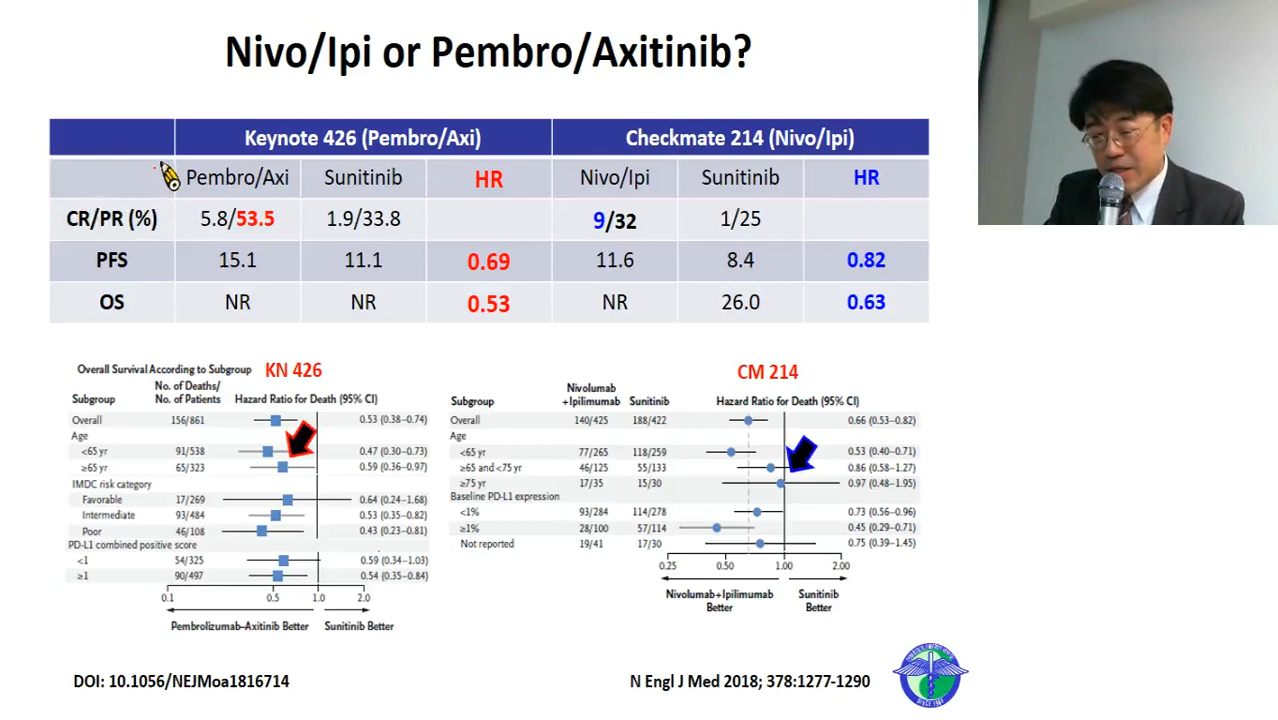 Nivo/Ipi or Pembro/Axitinib?
Keynote 426 (Pembro/Axi) Checkmate 214 (Nivo/Ipi)
Pembro/Axi Sunitinib HR Nivo/Ipi Sunitinib HR
CR/PR (%) 5.8/53.5 1.9/33.8 9/32 1/25
PFS 15.1 11.1 0.69 11.6 8.4 0.82
OS NR NR 0.53 NR 26.0 0.63
Overall Survival According to Subgroup KN 426
No. of Deaths/
Subgroup No. of Patients Hazard Ratio for Death (95% CI)
Overall 156/861 0.53 (0.38–0.74)
Age
<65 yr 91/538 0.47 (0.30–0.73)
≥65 yr 65/323 0.59 (0.36–0.97)
IMDC risk category
Favorable 17/269 0.64 (0.24–1.68)
Intermediate 93/484 0.53 (0.35–0.82)
Poor 46/108 0.43 (0.23–0.81)
PD-L1 combined positive score
<1 54/325 0.59 (0.34–1.03)
≥1 90/497 0.54 (0.35–0.84)
0.1 0.5 1.0 2.0
Pembrolizumab–Axitinib Better Sunitinib Better
CM 214
Nivolumab
Subgroup +Ipilimumab Sunitinib Hazard Ratio for Death (95% CI)
Overall 140/425 188/422 0.66 (0.53–0.82)
Age
<65 yr 77/265 118/259 0.53 (0.40–0.71)
≥65 and <75 yr 46/125 55/133 0.86 (0.58–1.27)
≥75 yr 17/35 15/30 0.97 (0.48–1.95)
Baseline PD-L1 expression
<1% 93/284 114/278 0.73 (0.56–0.96)
≥1% 28/100 57/114 0.45 (0.29–0.71)
Not reported 19/41 17/30 0.75 (0.39–1.45)
0.25 0.50 1.00 2.00
Nivolumab+Ipilimumab Sunitinib
Better Better
DOI: 10.1056/NEJMoa1816714
N Engl J Med 2018; 378:1277-1290